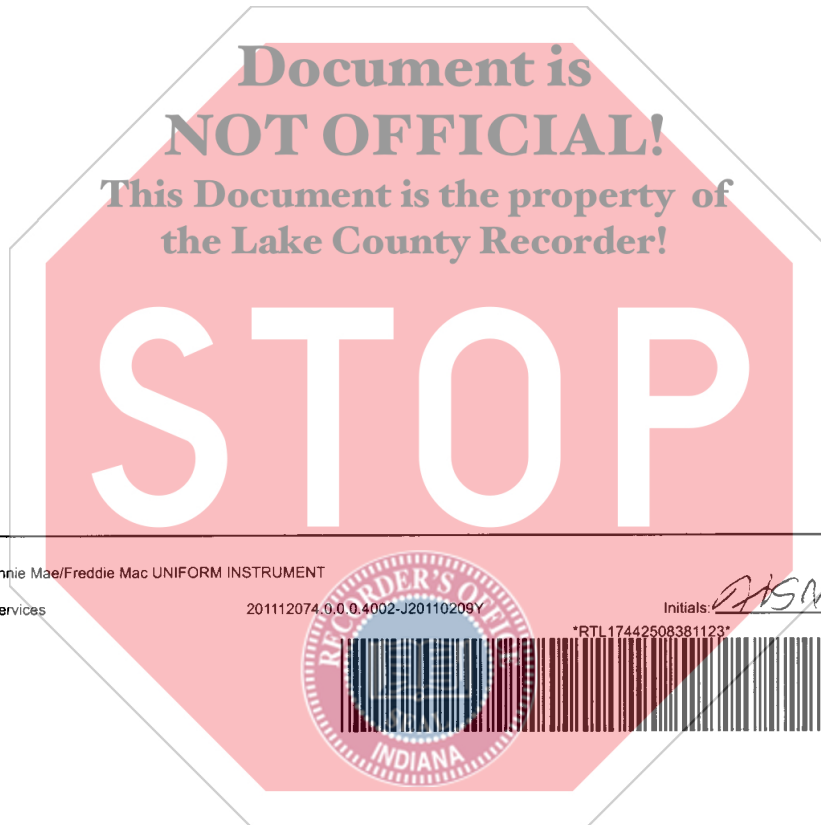 Document is
NOT OFFICIAL!
This Document is the property of
the Lake County Recorder!
STOP
nnie Mae/Freddie Mac UNIFORM INSTRUMENT
ervices 201112074.0.0.0.4002-J20110209Y Initials:
*RTL17442508381123*
RECORDER'S OFFICE
SEAL
INDIANA